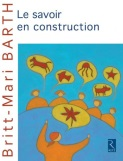 Le savoir
en construction
Britt-Mari BARTH